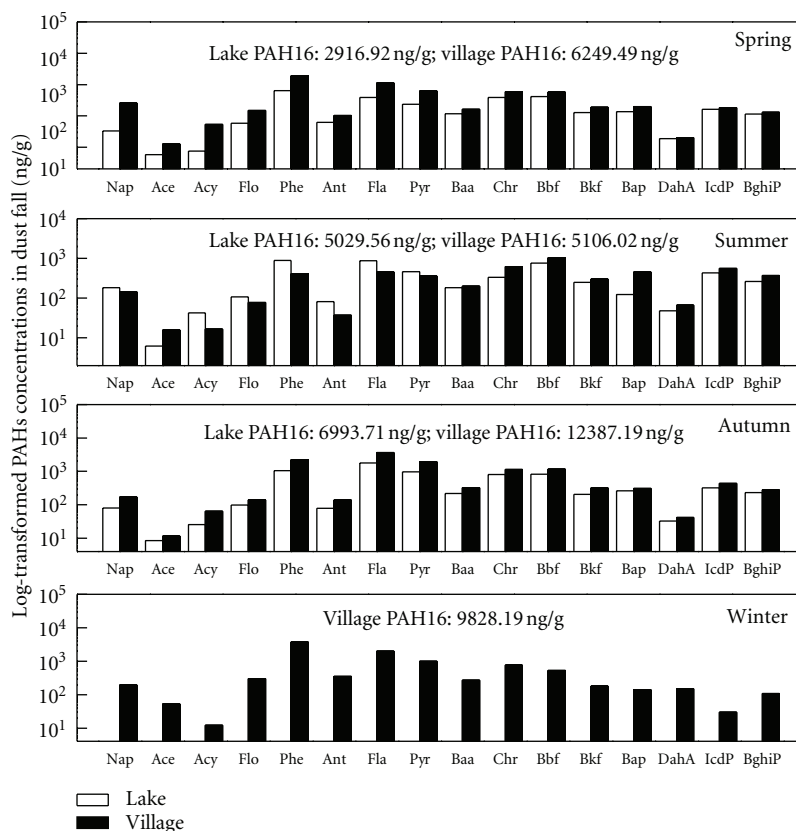 Log-transformed PAHs concentrations in dust fall (ng/g)
10^5
10^4
10^3
10^2
10^1
Spring
Lake PAH16: 2916.92 ng/g; village PAH16: 6249.49 ng/g
Nap Ace Acy Flo Phe Ant Fla Pyr Baa Chr Bbf Bkf Bap DahA IcdP BghiP
10^4
10^3
10^2
10^1
Lake PAH16: 5029.56 ng/g; village PAH16: 5106.02 ng/g
Summer
Nap Ace Acy Flo Phe Ant Fla Pyr Baa Chr Bbf Bkf Bap DahA IcdP BghiP
10^5
10^4
10^3
10^2
10^1
Lake PAH16: 6993.71 ng/g; village PAH16: 12387.19 ng/g
Autumn
Nap Ace Acy Flo Phe Ant Fla Pyr Baa Chr Bbf Bkf Bap DahA IcdP BghiP
10^5
10^4
10^3
10^2
10^1
Village PAH16: 9828.19 ng/g
Winter
Nap Ace Acy Flo Phe Ant Fla Pyr Baa Chr Bbf Bkf Bap DahA IcdP BghiP
Lake
Village